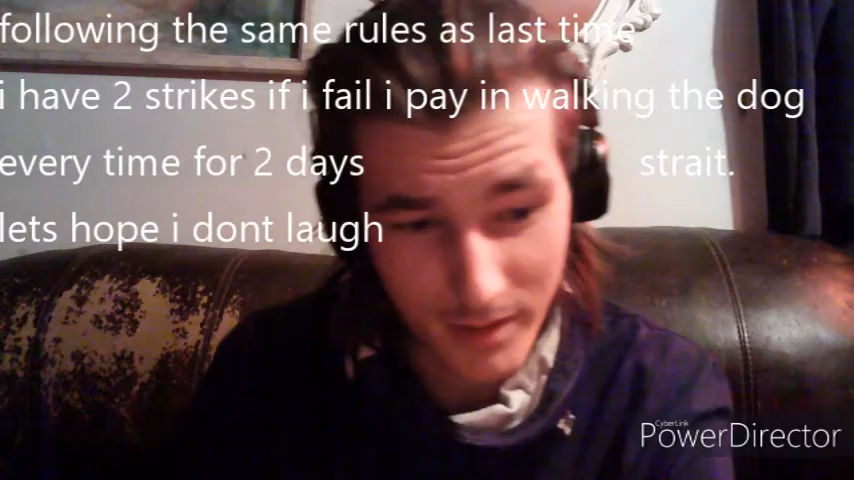 following the same rules as last time
i have 2 strikes if i fail i pay in walking the dog
every time for 2 days strait.
lets hope i dont laugh
CyberLink
PowerDirector